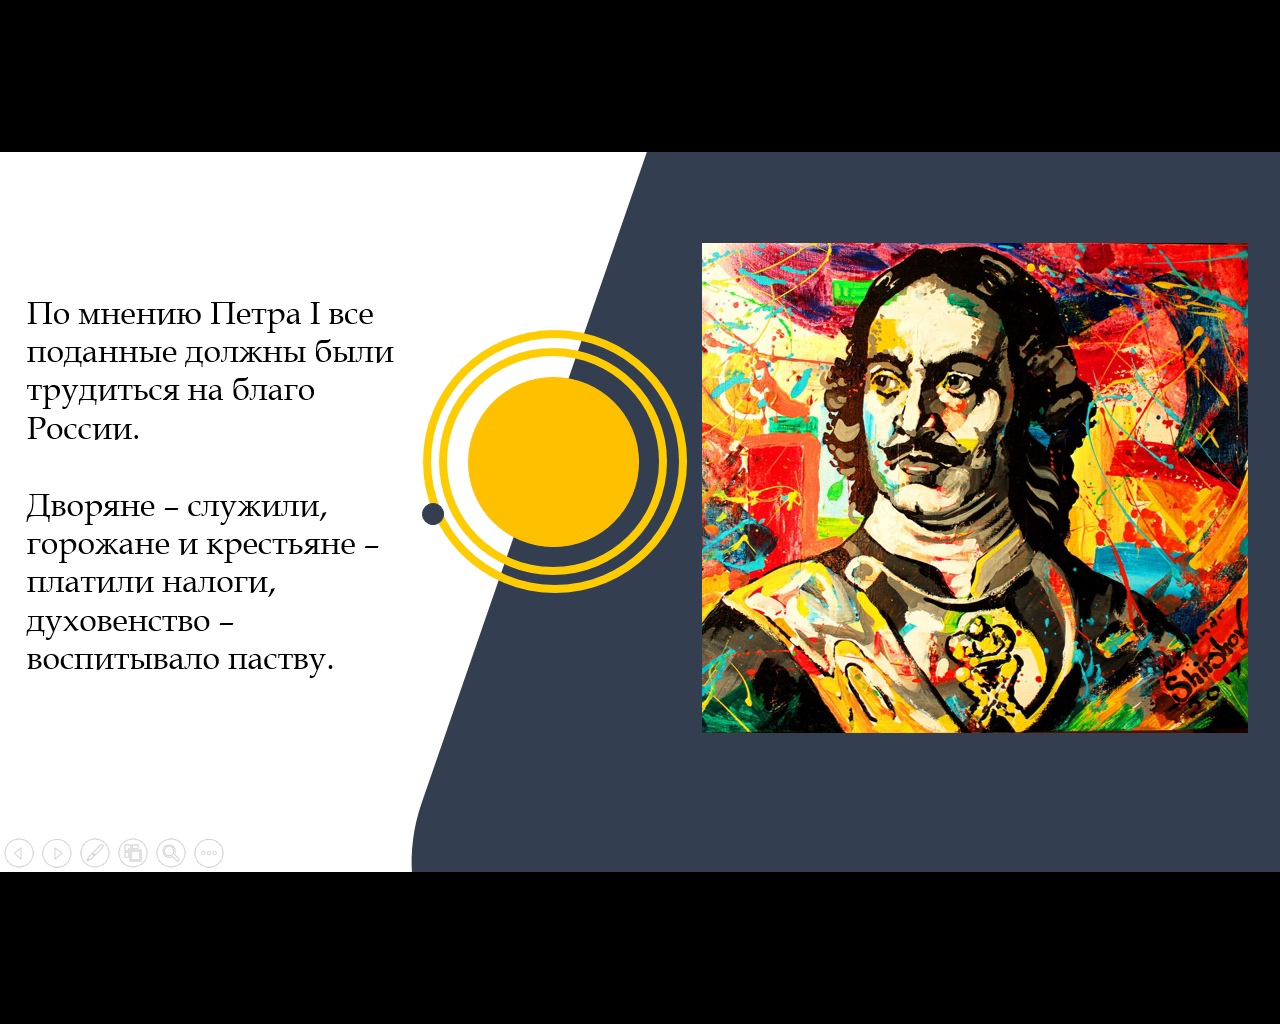 По мнению Петра I все
поданные должны были
трудиться на благо
России.
Дворяне – служили,
горожане и крестьяне –
платили налоги,
духовенство –
воспитывало паству.
Shirshov